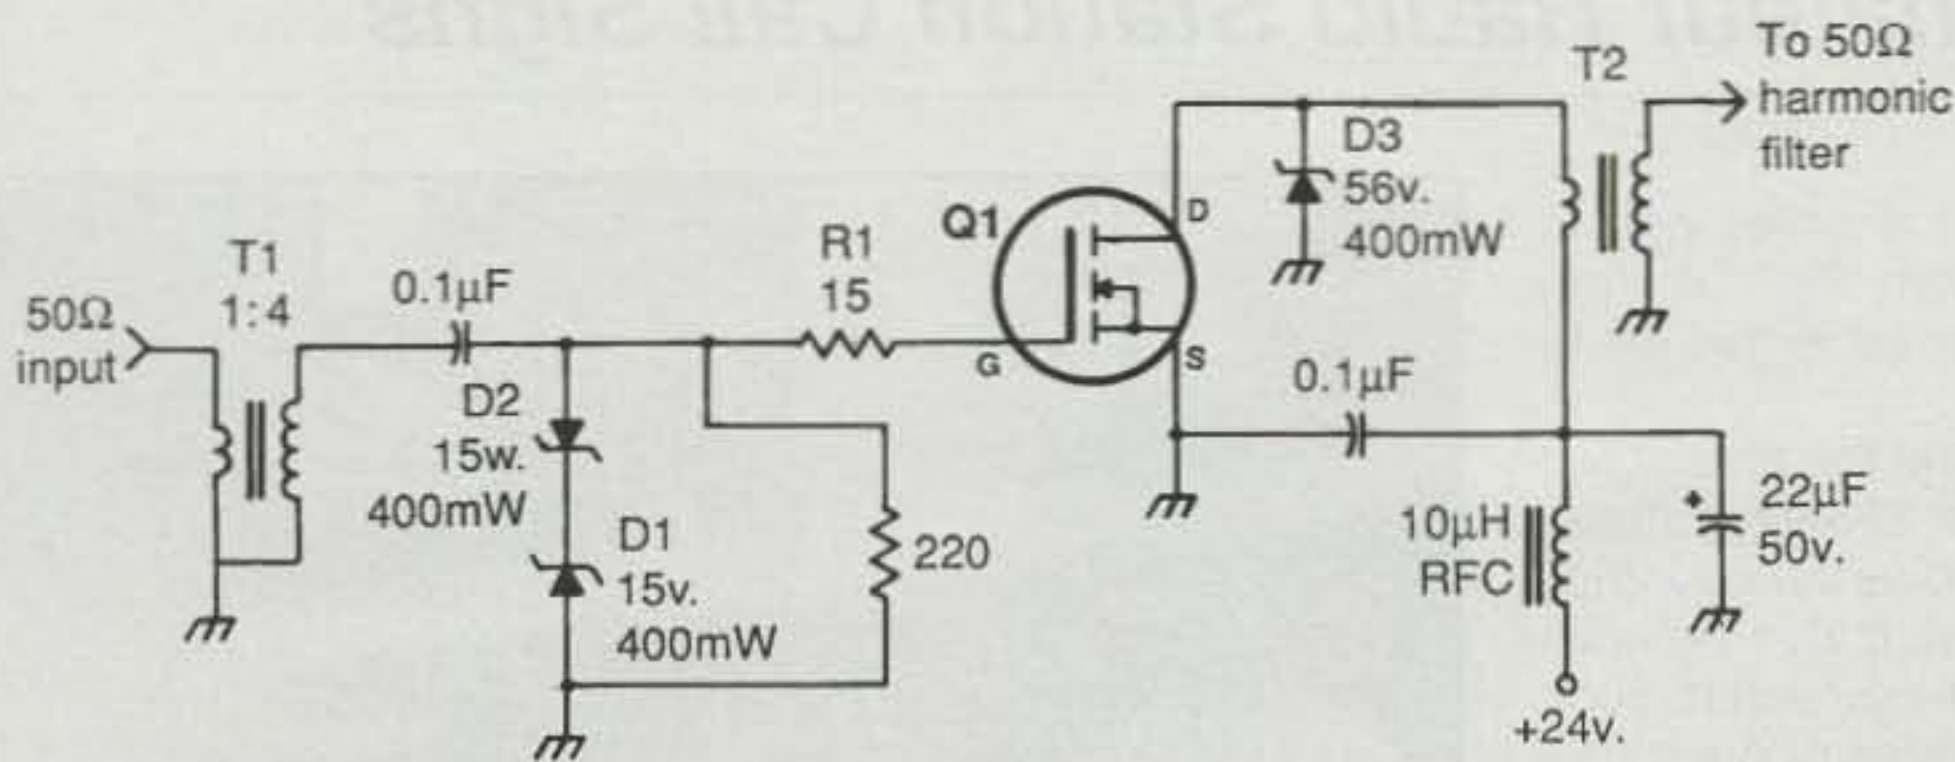 50Ω
input
T1
1:4
0.1µF
D2
15w.
400mW
D1
15v.
400mW
R1
15
220
Q1
G
D
S
D3
56v.
400mW
0.1µF
T2
To 50Ω
harmonic
filter
10µH
RFC
+
22µF
50v.
+24v.